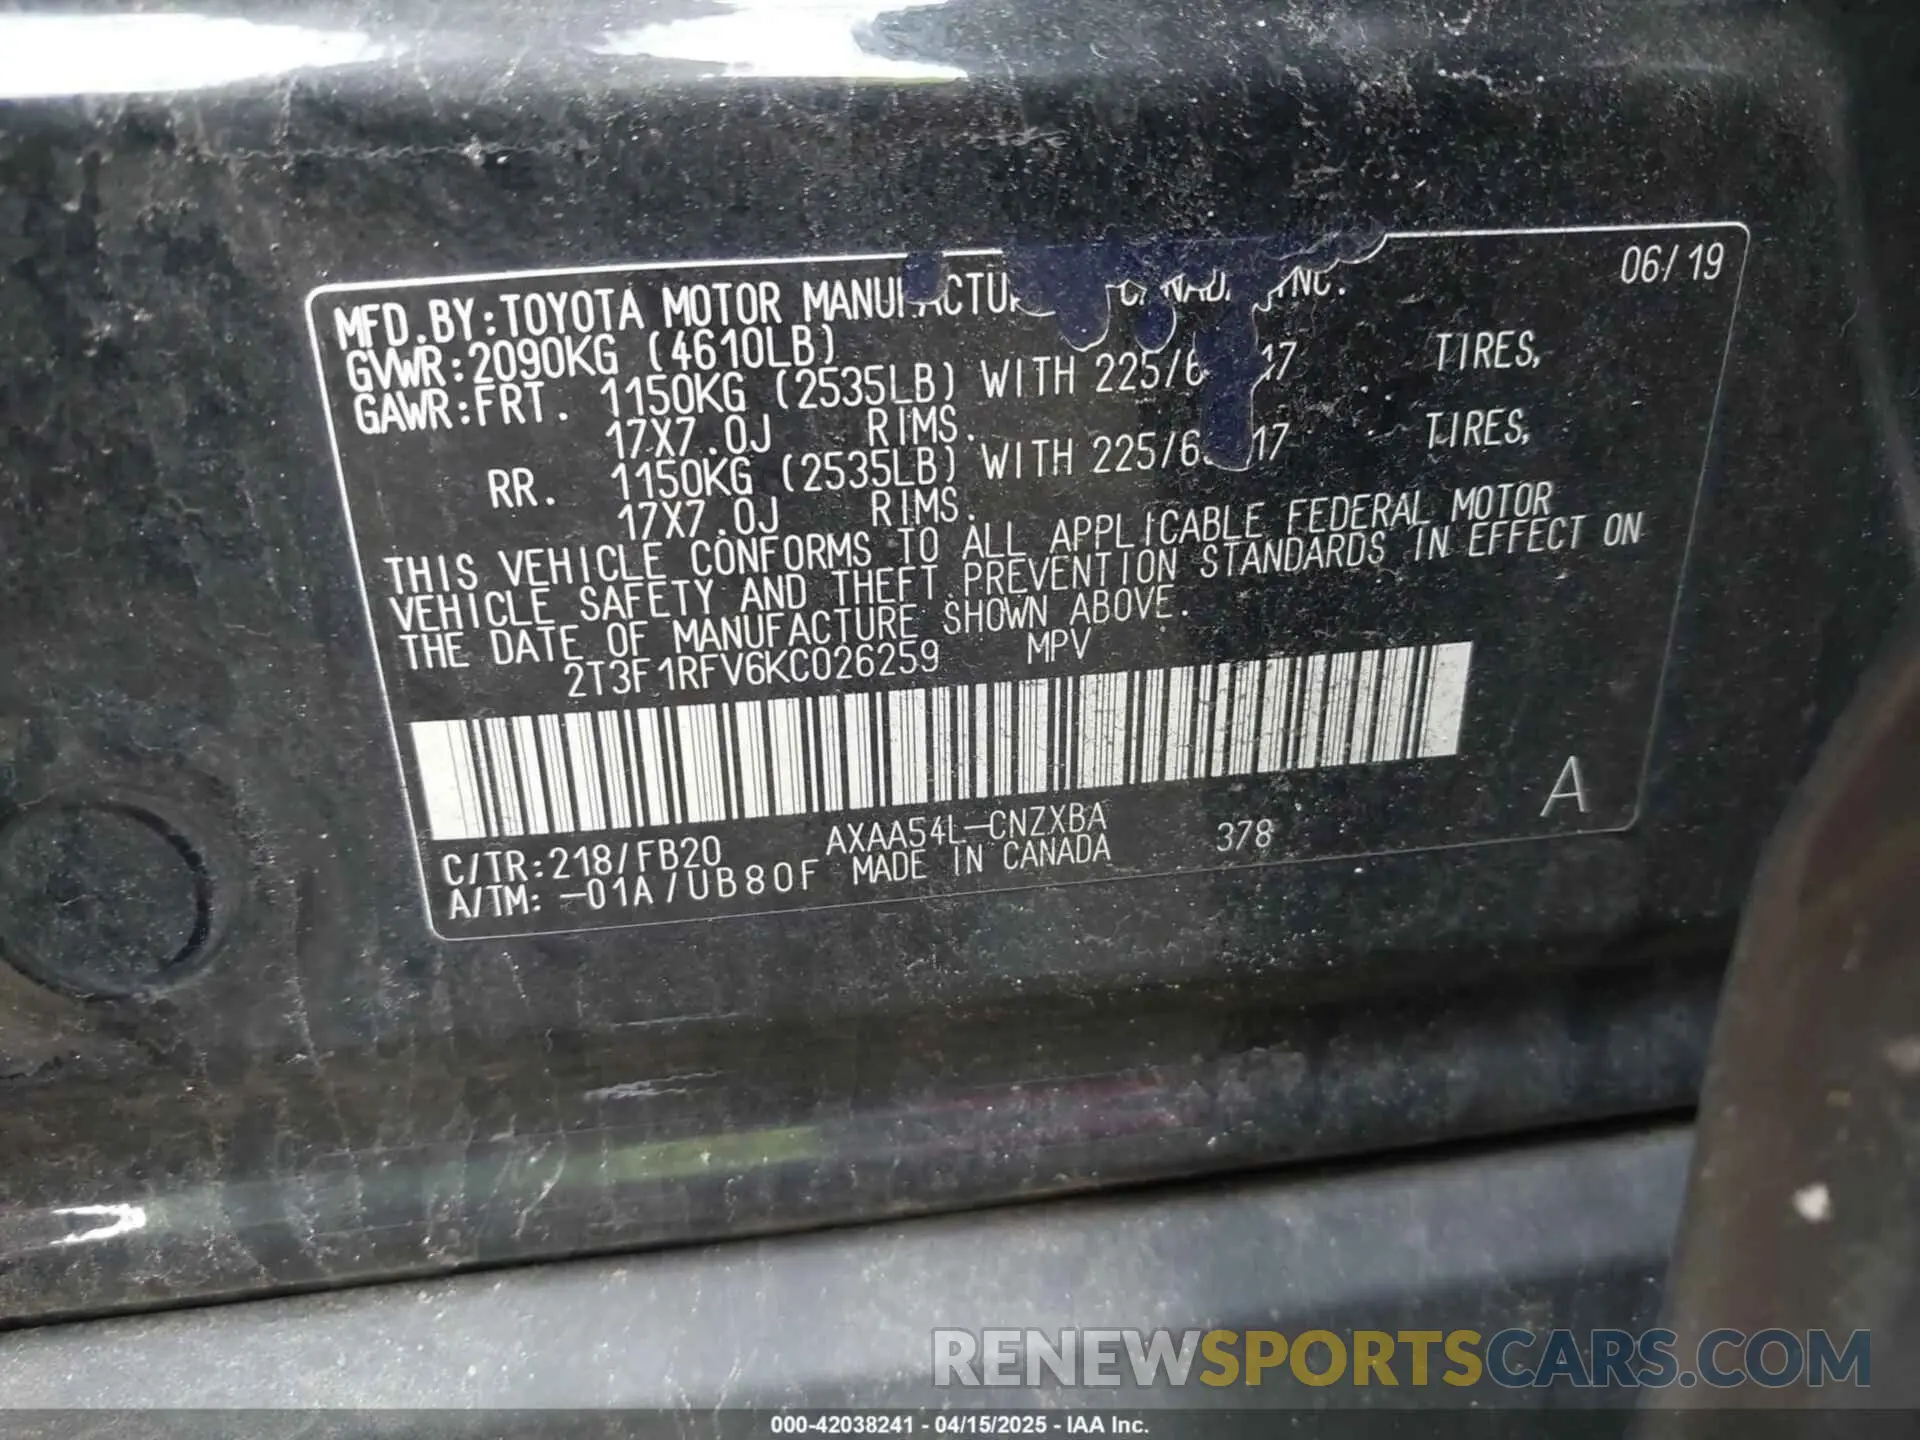 MFD.BY:TOYOTA MOTOR INC. 06/19
GVWR:2090KG (4610LB)
GAWR:FRT. 1150KG (2535LB) WITH TIRES,
17X7.0J RIMS.
RR. 1150KG (2535LB) WITH TIRES,
17X7.0J RIMS.
THIS VEHICLE CONFORMS TO ALL APPLICABLE FEDERAL MOTOR
VEHICLE SAFETY AND THEFT PREVENTION STANDARDS IN EFFECT ON
THE DATE OF MANUFACTURE SHOWN ABOVE.
2T3F1RFV6KC026259 MPV
A
C/TR:218/FB20 AXAA54L-CNZXBA 378
A/TM:-01A/UB80F MADE IN CANADA
RENEWSPORTSCARS.COM
000-42038241 - 04/15/2025 - IAA Inc.